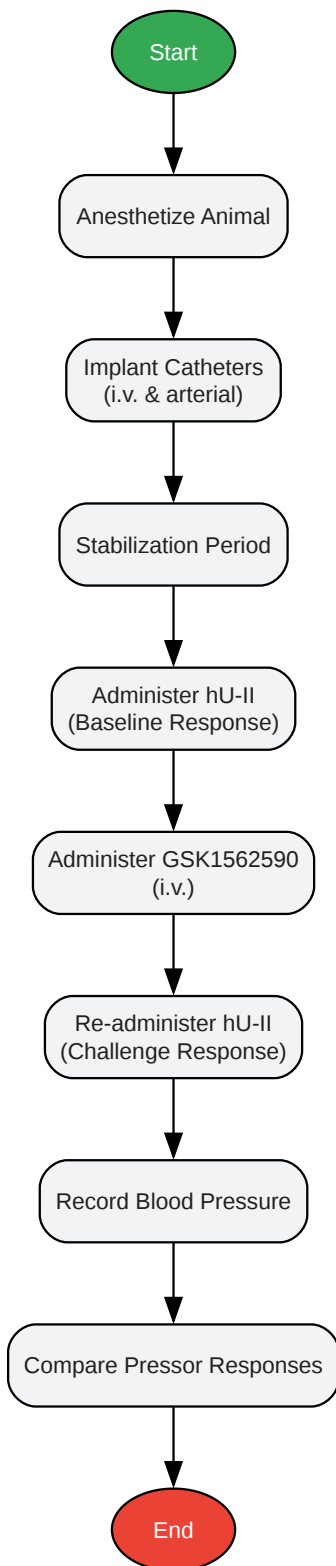 Start
Anesthetize Animal
Implant Catheters
(i.v. & arterial)
Stabilization Period
Administer hU-II
(Baseline Response)
Administer GSK1562590
(i.v.)
Re-administer hU-II
(Challenge Response)
Record Blood Pressure
Compare Pressor Responses
End